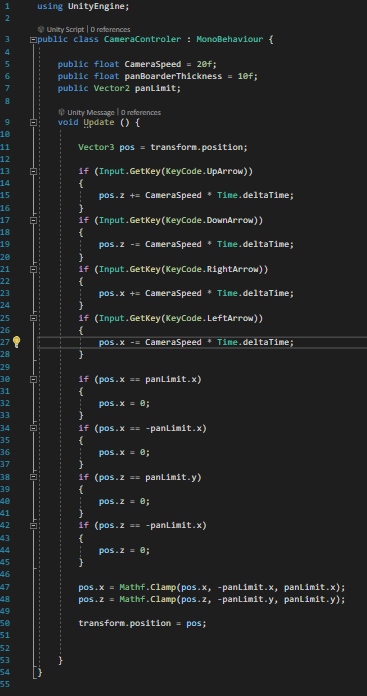 1 using UnityEngine;
2
Unity Script | 0 references
3 public class CameraControler : MonoBehaviour {
4
5 public float CameraSpeed = 20f;
6 public float panBoarderThickness = 10f;
7 public Vector2 panLimit;
8
Unity Message | 0 references
9 void Update () {
10
11 Vector3 pos = transform.position;
12
13 if (Input.GetKey(KeyCode.UpArrow))
14 {
15 pos.z += CameraSpeed * Time.deltaTime;
16 }
17 if (Input.GetKey(KeyCode.DownArrow))
18 {
19 pos.z -= CameraSpeed * Time.deltaTime;
20 }
21 if (Input.GetKey(KeyCode.RightArrow))
22 {
23 pos.x += CameraSpeed * Time.deltaTime;
24 }
25 if (Input.GetKey(KeyCode.LeftArrow))
26 {
27 pos.x -= CameraSpeed * Time.deltaTime;
28 }
29
30 if (pos.x == panLimit.x)
31 {
32 pos.x = 0;
33 }
34 if (pos.x == -panLimit.x)
35 {
36 pos.x = 0;
37 }
38 if (pos.z == panLimit.y)
39 {
40 pos.z = 0;
41 }
42 if (pos.z == -panLimit.x)
43 {
44 pos.z = 0;
45 }
46
47 pos.x = Mathf.Clamp(pos.x, -panLimit.x, panLimit.x);
48 pos.z = Mathf.Clamp(pos.z, -panLimit.y, panLimit.y);
49
50 transform.position = pos;
51
52
53 }
54 }
55